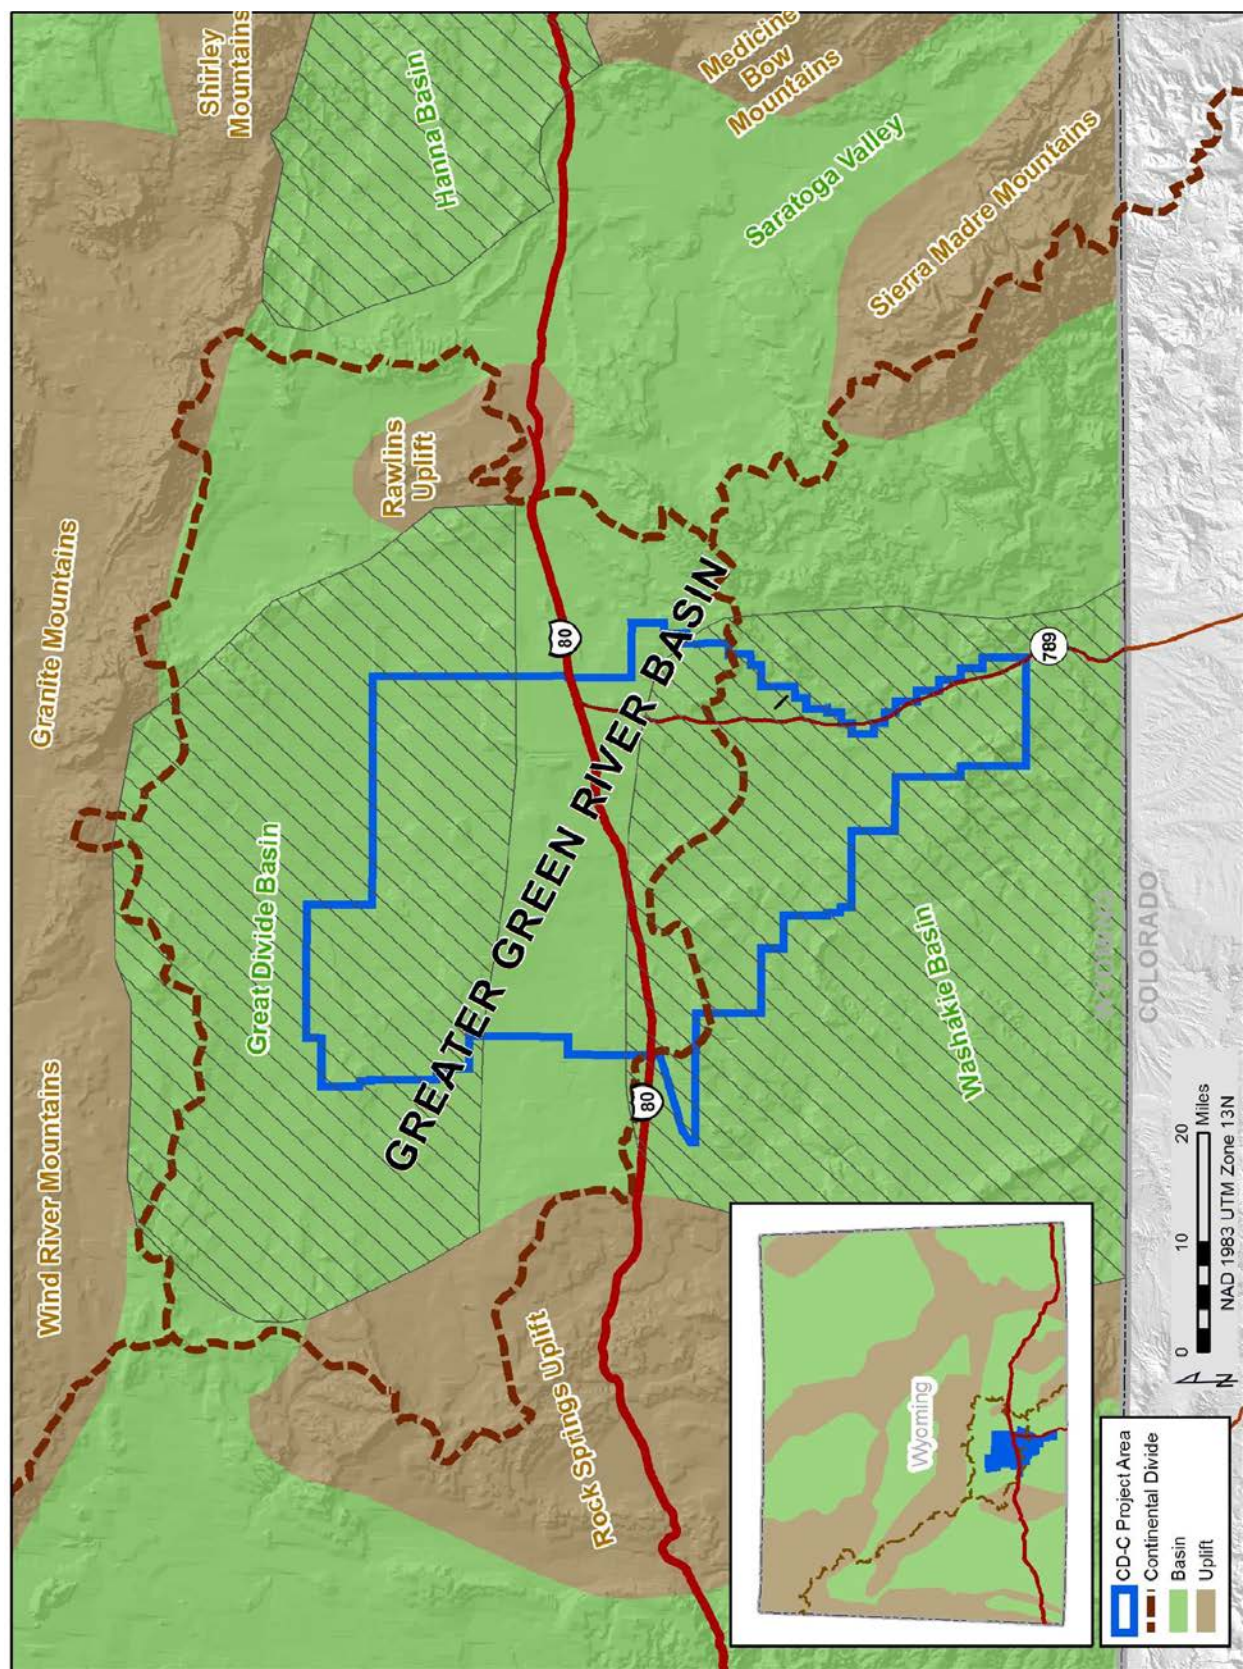 Wind River Mountains
Granite Mountains
Shirley
Mountains
Great Divide Basin
Hanna Basin
Rawlins
Uplift
GREATER GREEN RIVER BASIN
Rock Springs Uplift
80
80
Medicine
Bow
Mountains
Saratoga Valley
Sierra Madre Mountains
Washakie Basin
789
WYOMING
COLORADO
Wyoming
CD-C Project Area
Continental Divide
Basin
Uplift
N
0 10 20
Miles
NAD 1983 UTM Zone 13N